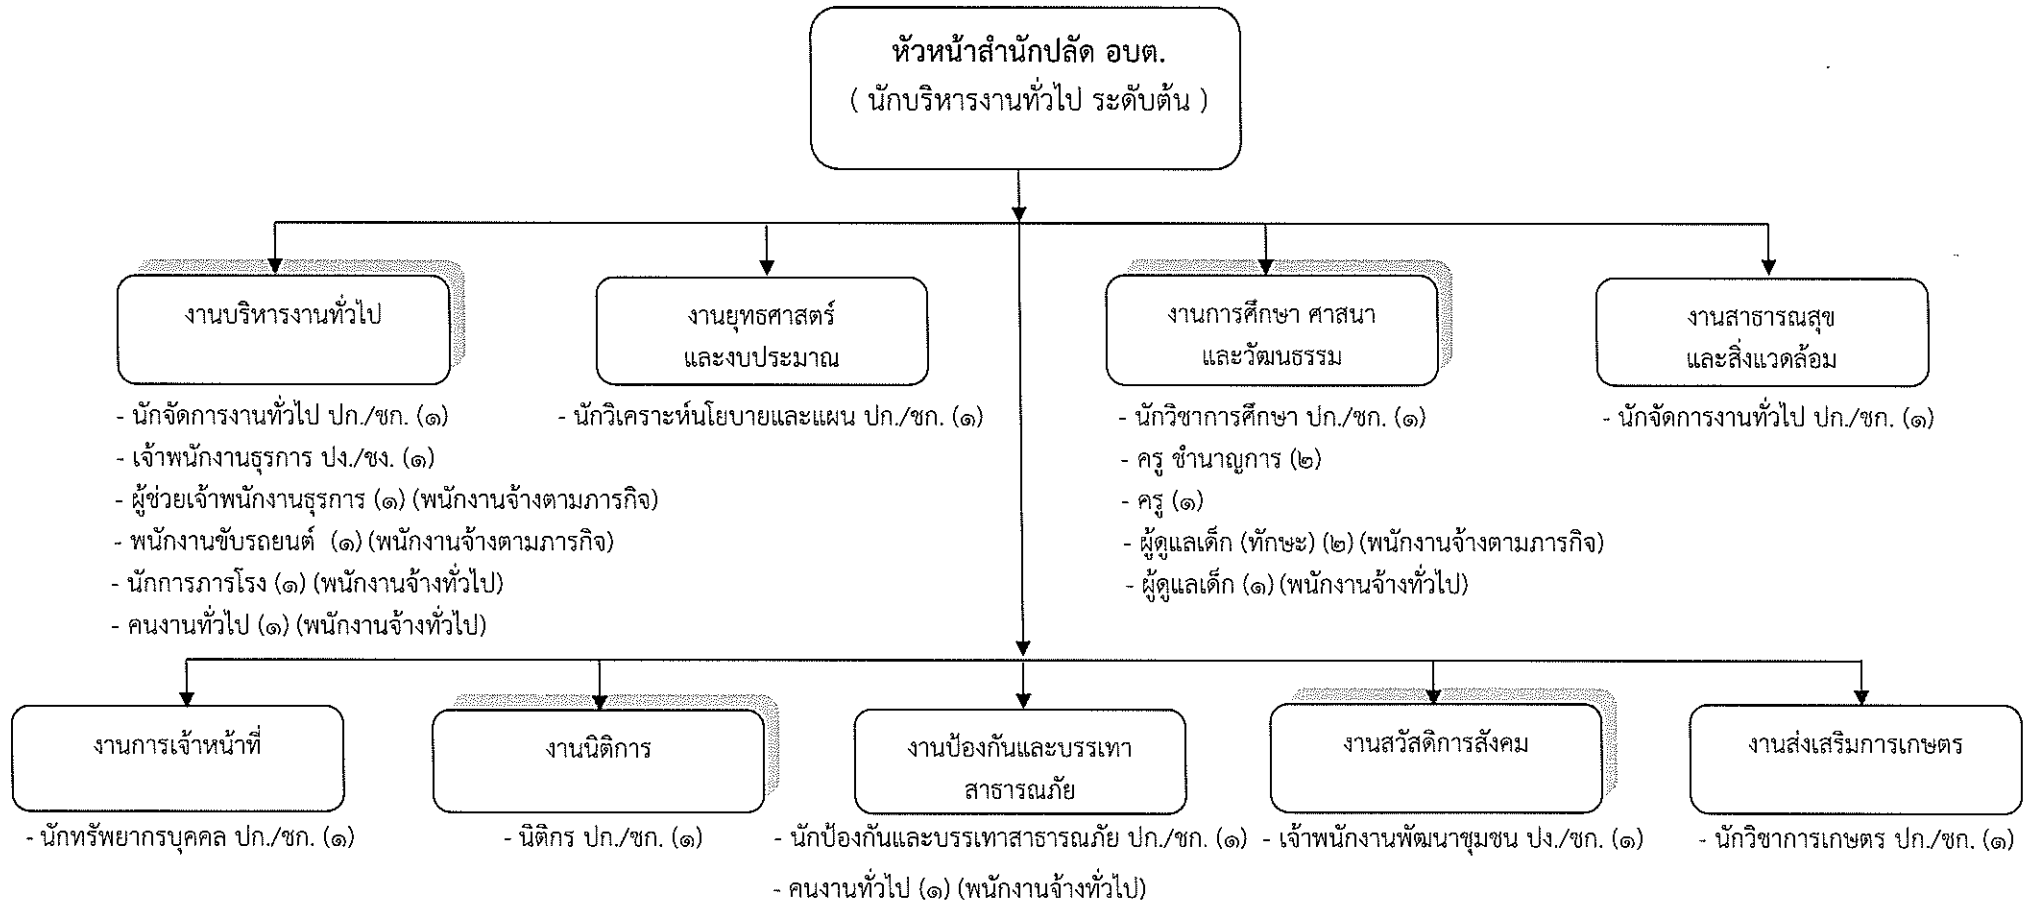 หัวหน้าสำนักปลัด อบต.
( นักบริหารงานทั่วไป ระดับต้น )
งานบริหารงานทั่วไป
- นักจัดการงานทั่วไป ปก./ชก. (๑)
- เจ้าพนักงานธุรการ ปง./ชง. (๑)
- ผู้ช่วยเจ้าพนักงานธุรการ (๑) (พนักงานจ้างตามภารกิจ)
- พนักงานขับรถยนต์ (๑) (พนักงานจ้างตามภารกิจ)
- นักการภารโรง (๑) (พนักงานจ้างทั่วไป)
- คนงานทั่วไป (๑) (พนักงานจ้างทั่วไป)
งานยุทธศาสตร์
และงบประมาณ
- นักวิเคราะห์นโยบายและแผน ปก./ชก. (๑)
งานการศึกษา ศาสนา
และวัฒนธรรม
- นักวิชาการศึกษา ปก./ชก. (๑)
- ครู ชำนาญการ (๒)
- ครู (๑)
- ผู้ดูแลเด็ก (ทักษะ) (๒) (พนักงานจ้างตามภารกิจ)
- ผู้ดูแลเด็ก (๑) (พนักงานจ้างทั่วไป)
งานสาธารณสุข
และสิ่งแวดล้อม
- นักจัดการงานทั่วไป ปก./ชก. (๑)
งานการเจ้าหน้าที่
- นักทรัพยากรบุคคล ปก./ชก. (๑)
งานนิติการ
- นิติกร ปก./ชก. (๑)
งานป้องกันและบรรเทา
สาธารณภัย
- นักป้องกันและบรรเทาสาธารณภัย ปก./ชก. (๑)
- คนงานทั่วไป (๑) (พนักงานจ้างทั่วไป)
งานสวัสดิการสังคม
- เจ้าพนักงานพัฒนาชุมชน ปง./ชก. (๑)
งานส่งเสริมการเกษตร
- นักวิชาการเกษตร ปก./ชก. (๑)